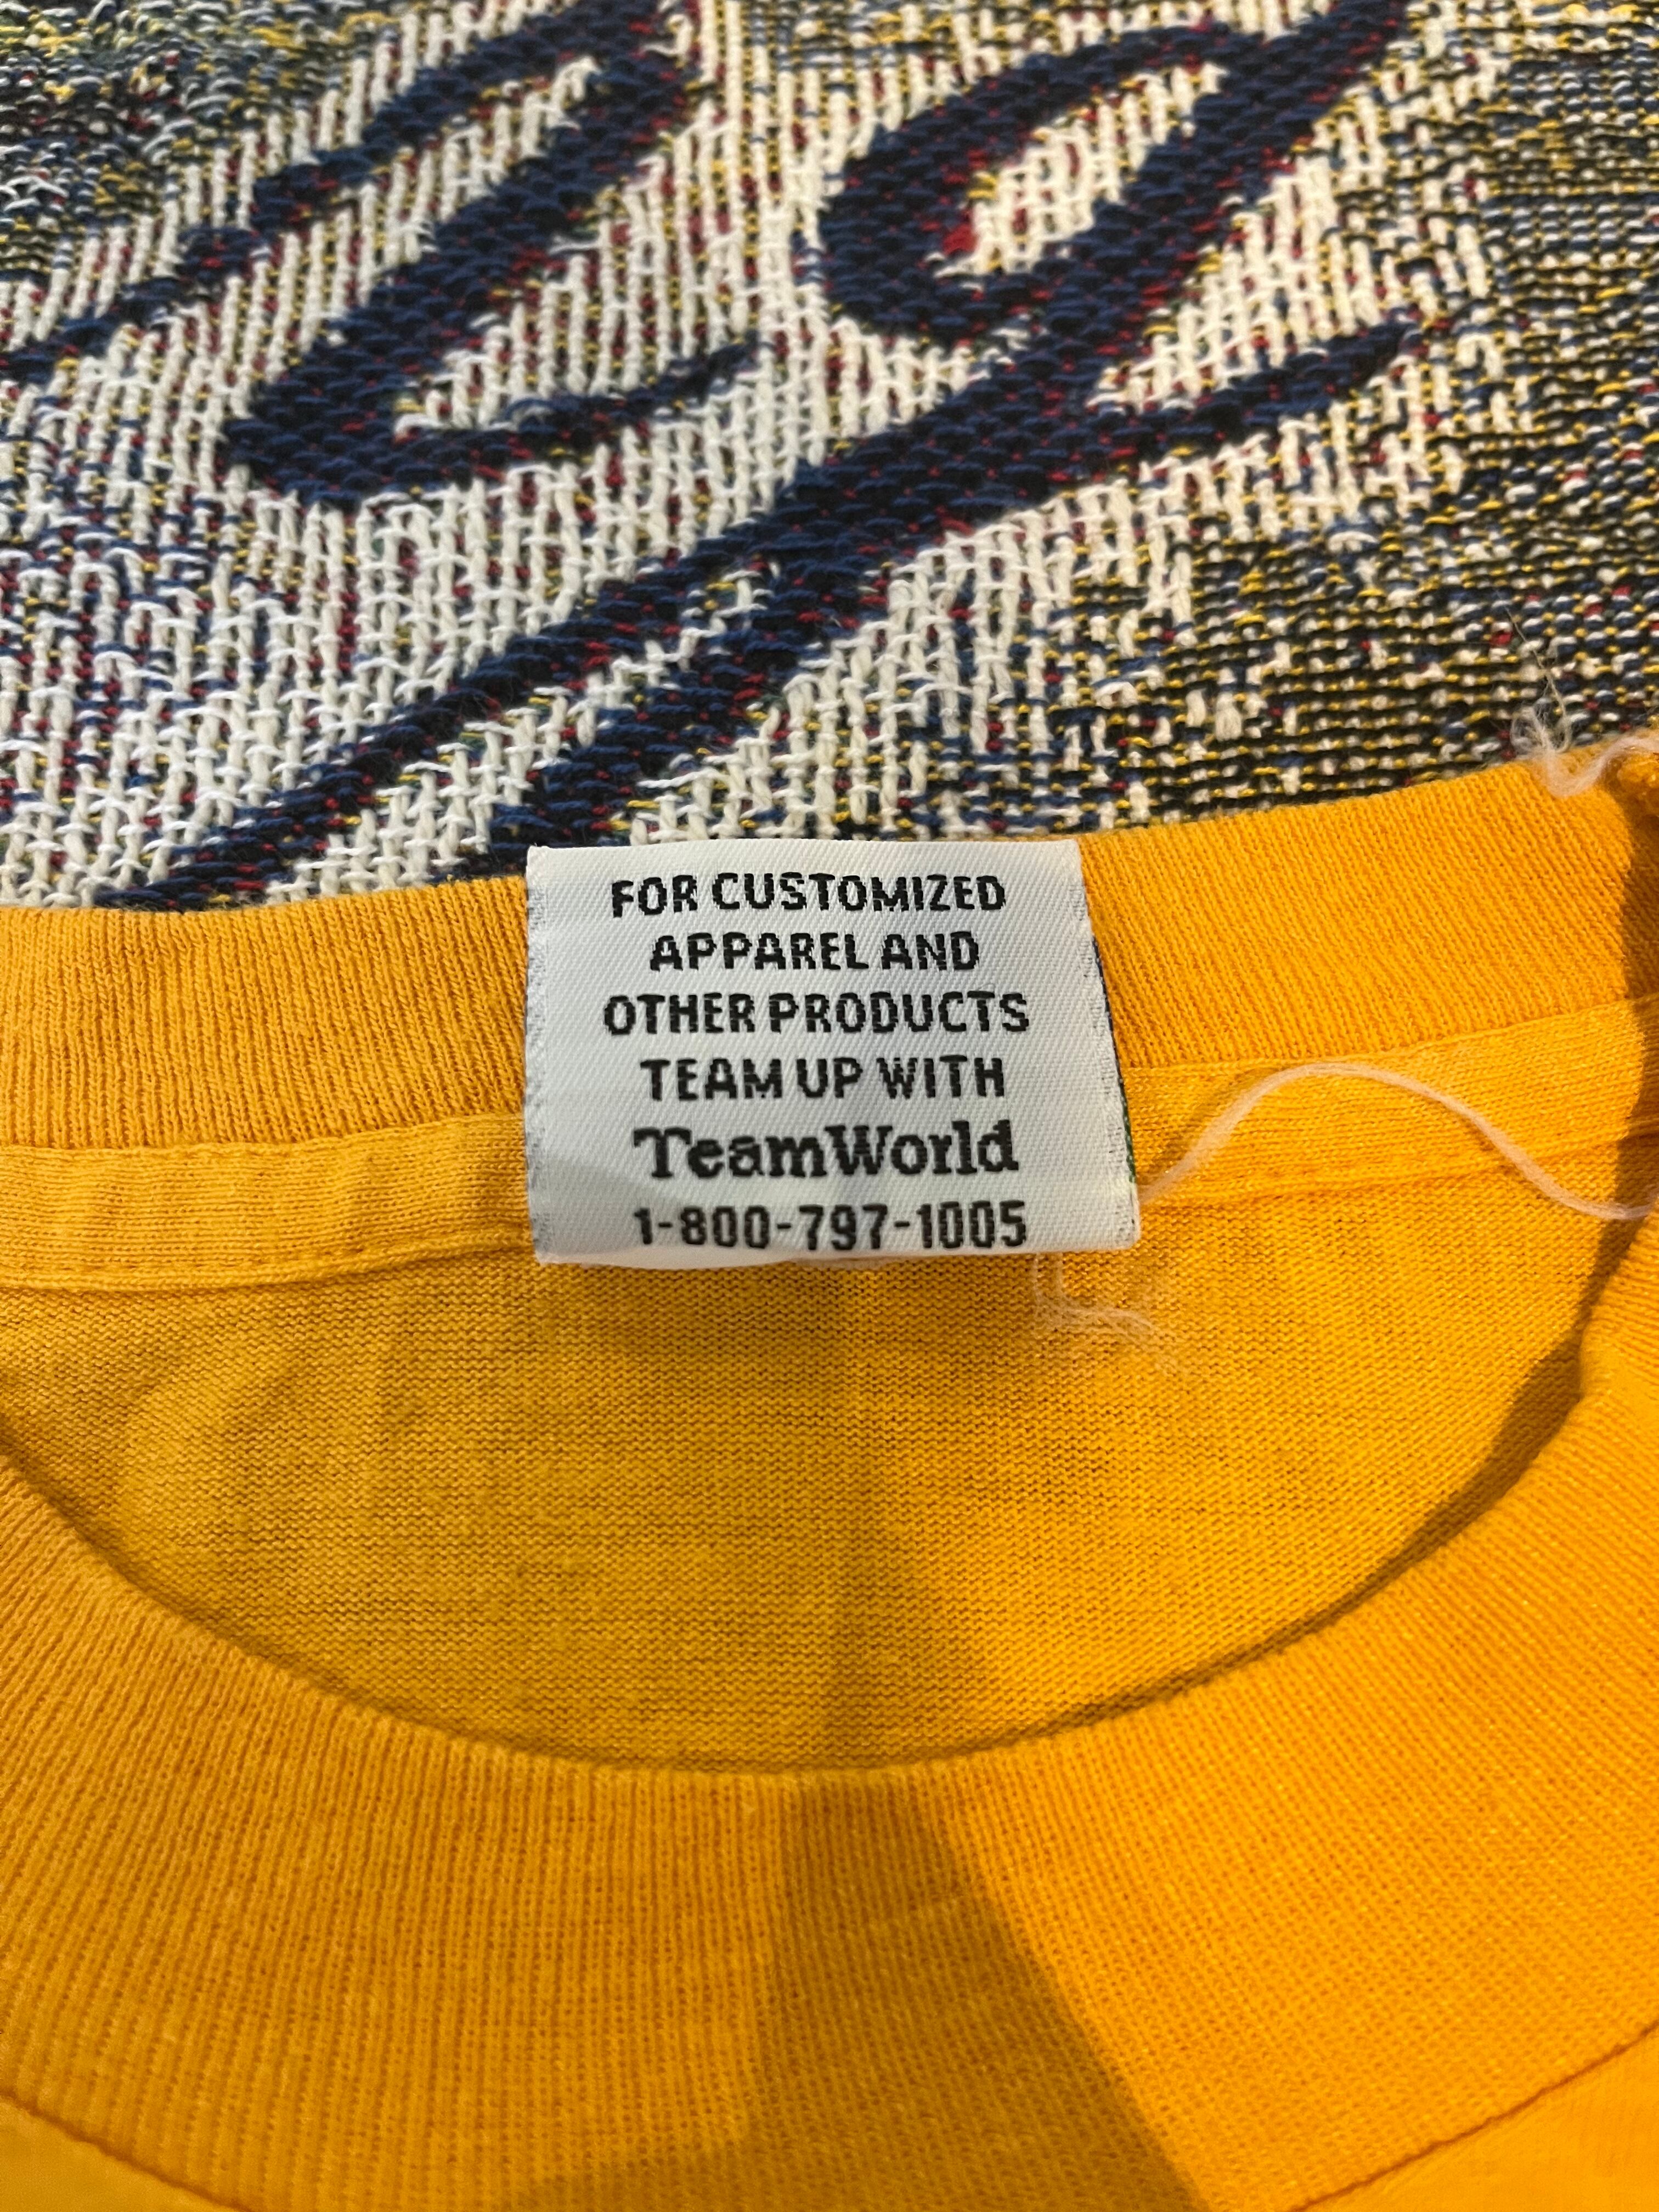 FOR CUSTOMIZED
APPAREL AND
OTHER PRODUCTS
TEAM UP WITH
TeamWorld
1-800-797-1005